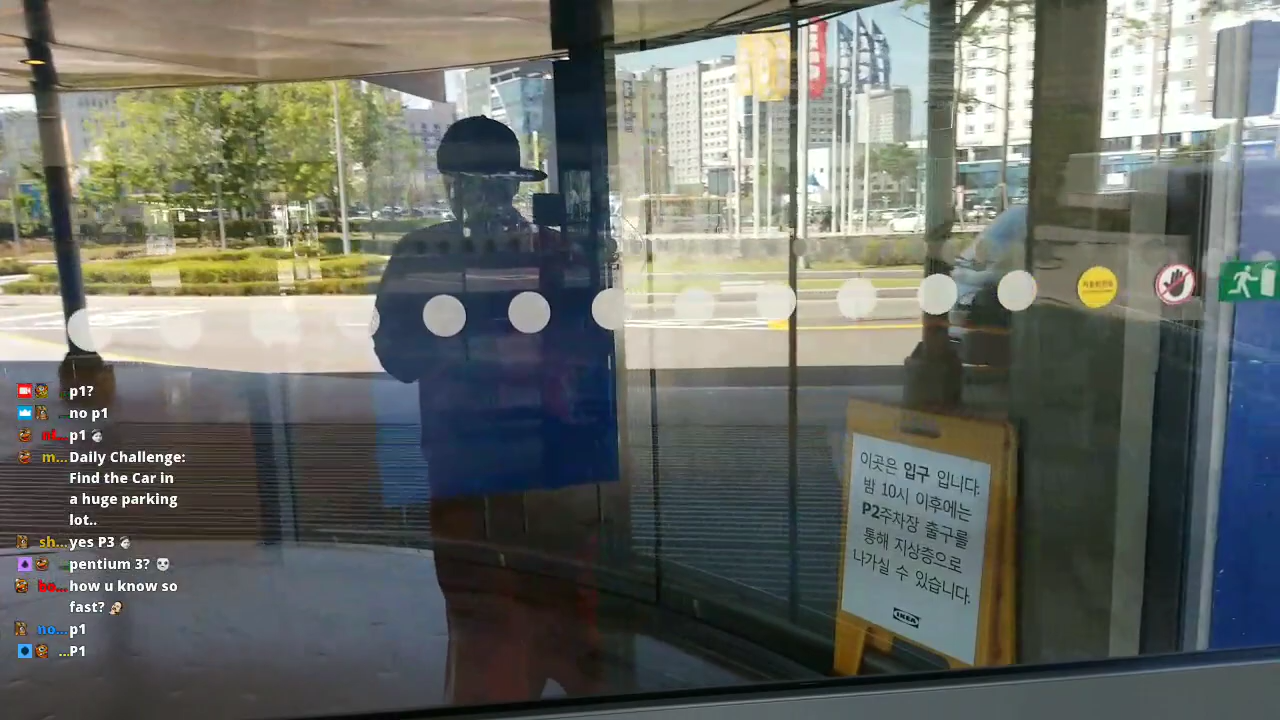 p1?
no p1
p1
m... Daily Challenge:
Find the Car in
a huge parking
lot..
sh... yes P3
pentium 3?
how u know so
fast?
no... p1
...P1
이곳은 입구 입니다.
밤 10시 이후에는
P2주차장 출구를
통해 지상층으로
나가실 수 있습니다.
IKEA